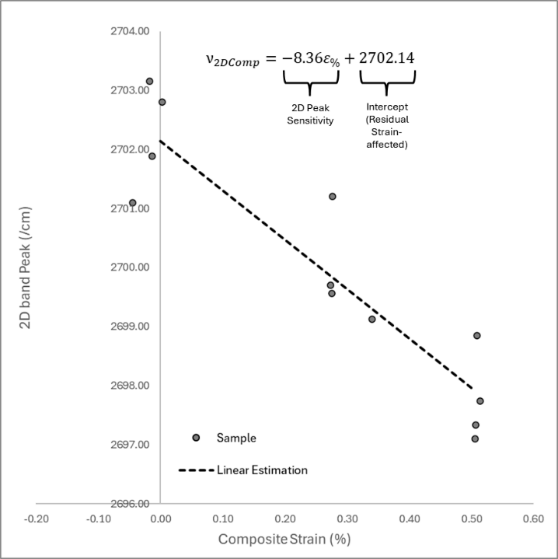 2704.00
ν2DComp = −8.36ε% + 2702.14
2703.00
2D Peak
Sensitivity
Intercept
(Residual
Strain-
affected)
2702.00
2701.00
2D band Peak (/cm)
2700.00
2699.00
2698.00
2697.00
Sample
Linear Estimation
2696.00
-0.20 -0.10 0.00 0.10 0.20 0.30 0.40 0.50 0.60
Composite Strain (%)